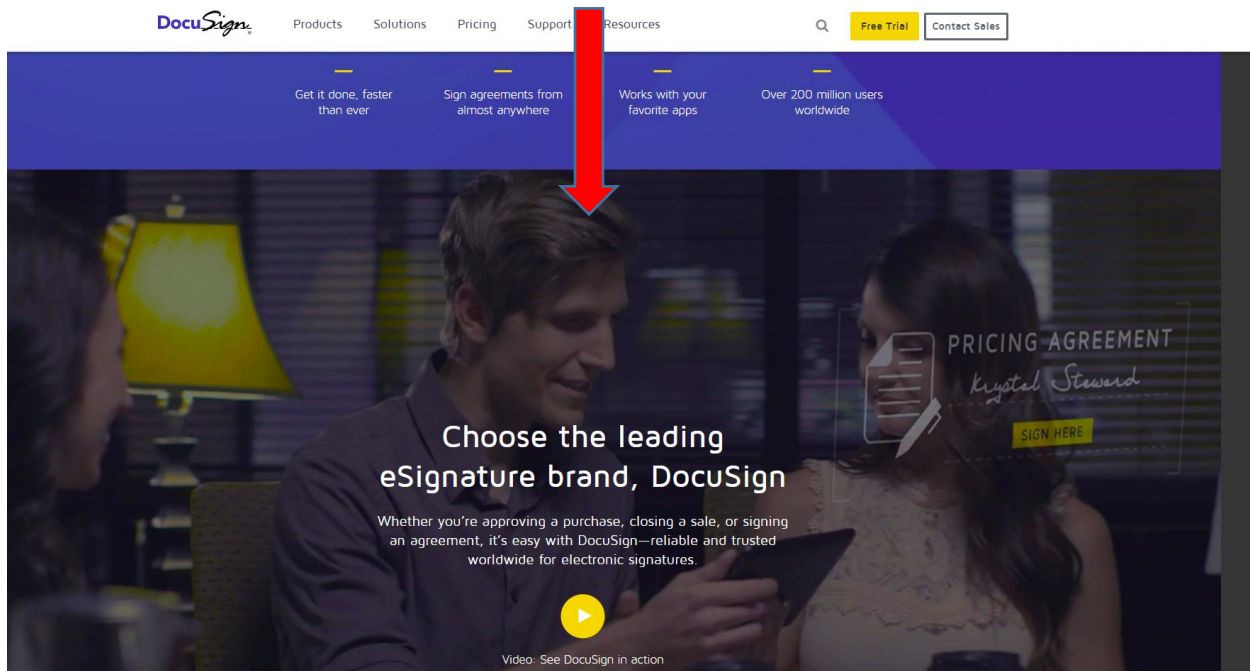 DocuSign
Products Solutions Pricing Support Resources Free Trial Contact Sales
Get it done, faster
than ever
Sign agreements from
almost anywhere
Works with your
favorite apps
Over 200 million users
worldwide
PRICING AGREEMENT
Krystal Steward
SIGN HERE
Choose the leading
eSignature brand, DocuSign
Whether you're approving a purchase, closing a sale, or signing
an agreement, it's easy with DocuSign—reliable and trusted
worldwide for electronic signatures.
Video: See DocuSign in action